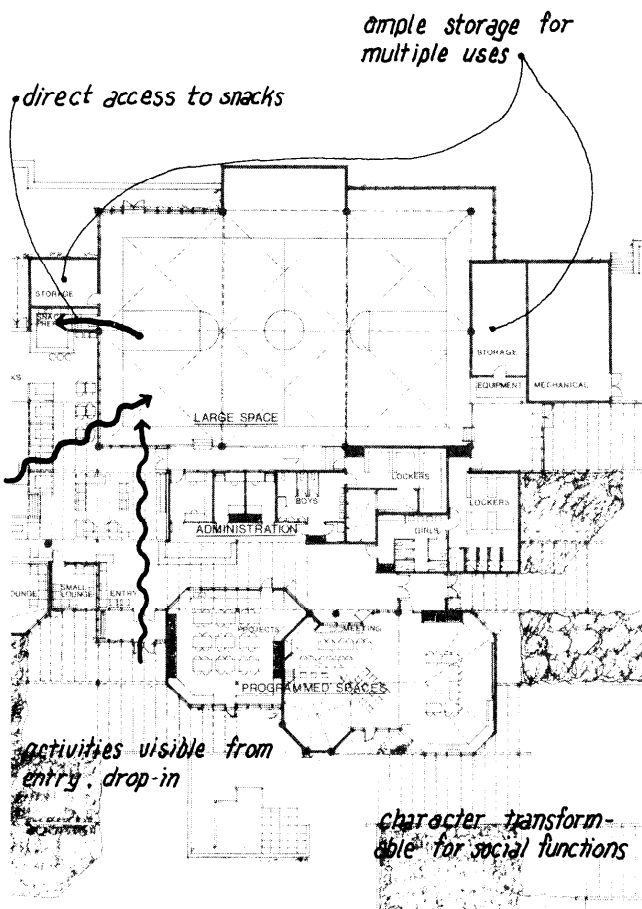 ample storage for
multiple uses
direct access to snacks
STORAGE
SNACK
PREP
STORAGE
EQUIPMENT
MECHANICAL
LARGE SPACE
LOCKERS
BOYS
LOCKERS
ADMINISTRATION
GIRLS
SMALL
LOUNGE
ENTRY
PROJECTS
MEETING
PROGRAMMED SPACES
activities visible from
entry, drop-in
character transform-
able for social functions